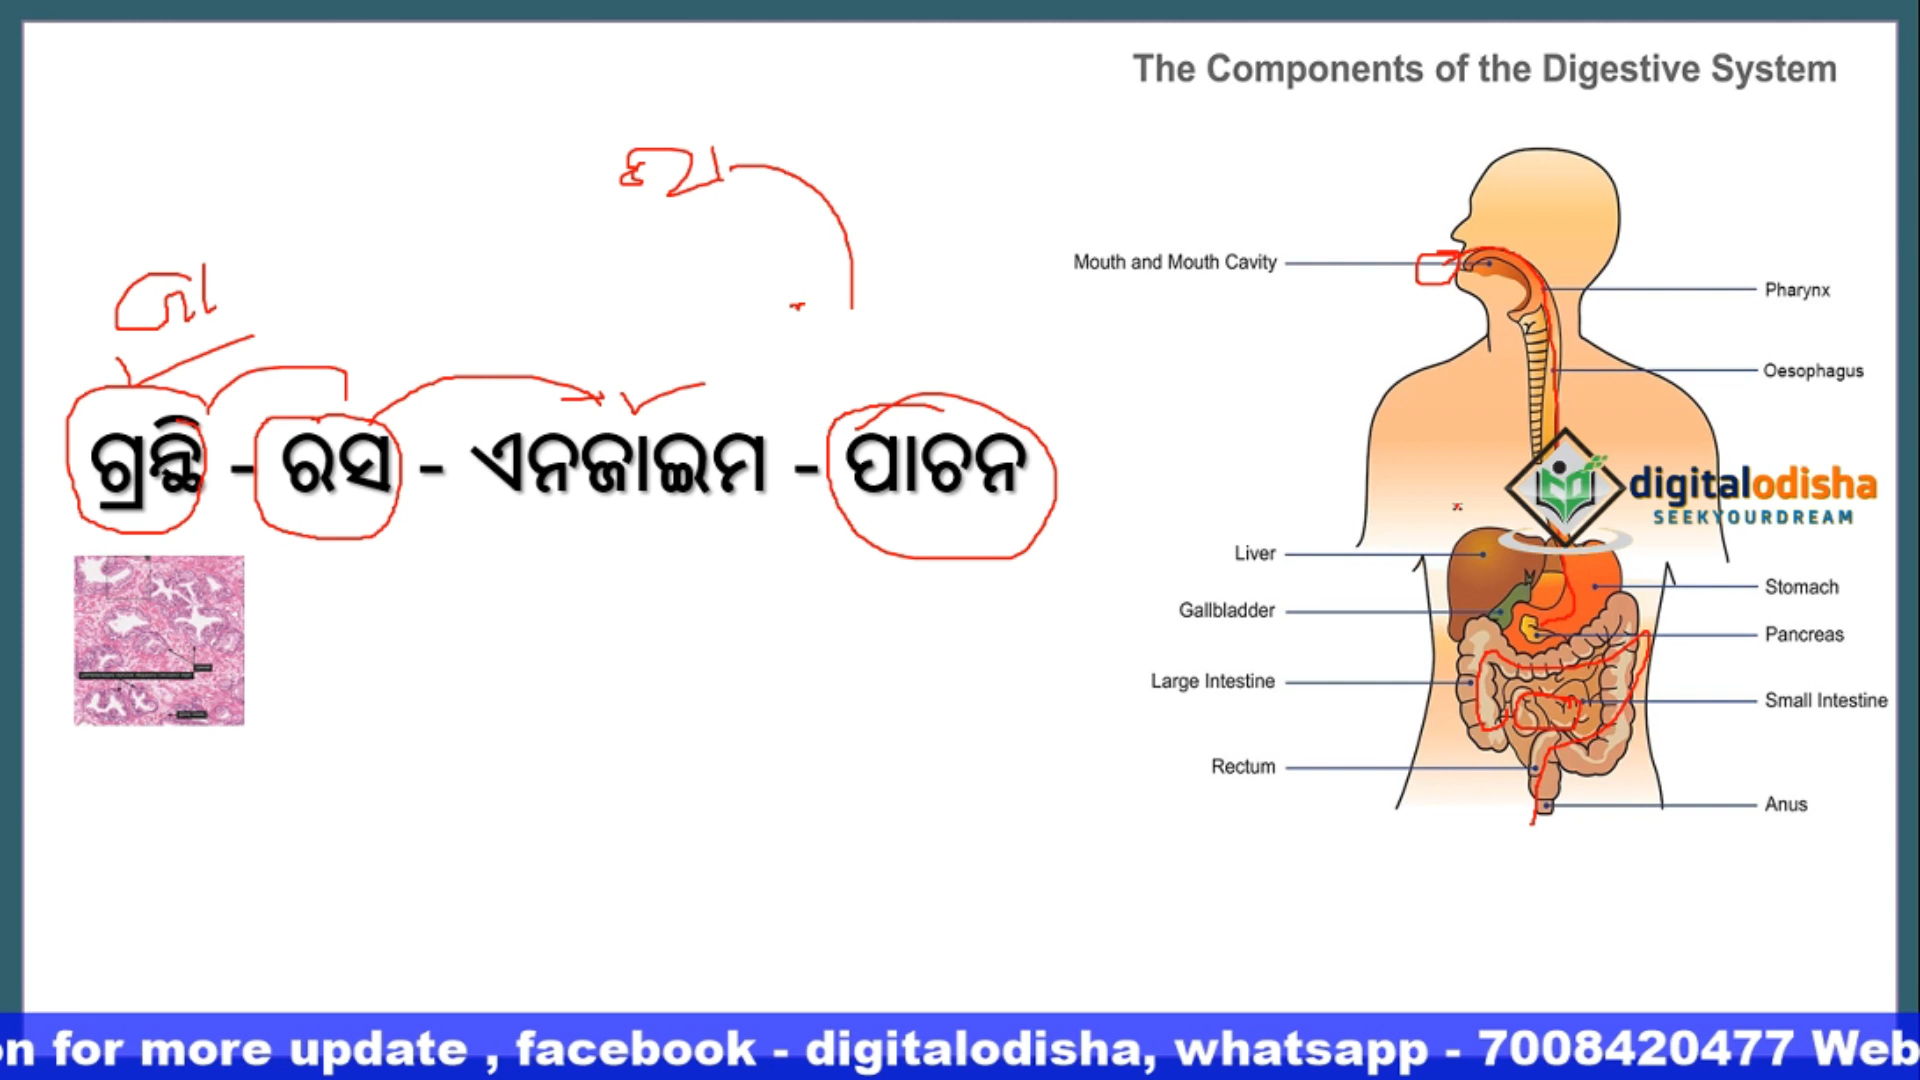 The Components of the Digestive System
Mouth and Mouth Cavity
Pharynx
Oesophagus
ଗ୍ରନ୍ଥି - ରସ - ଏନଜାଇମ - ପାଚନ
digitalodisha
SEEKYOURDREAM
Liver
Stomach
Gallbladder
Pancreas
Large Intestine
Small Intestine
Rectum
Anus
on for more update , facebook - digitalodisha, whatsapp - 7008420477 Web